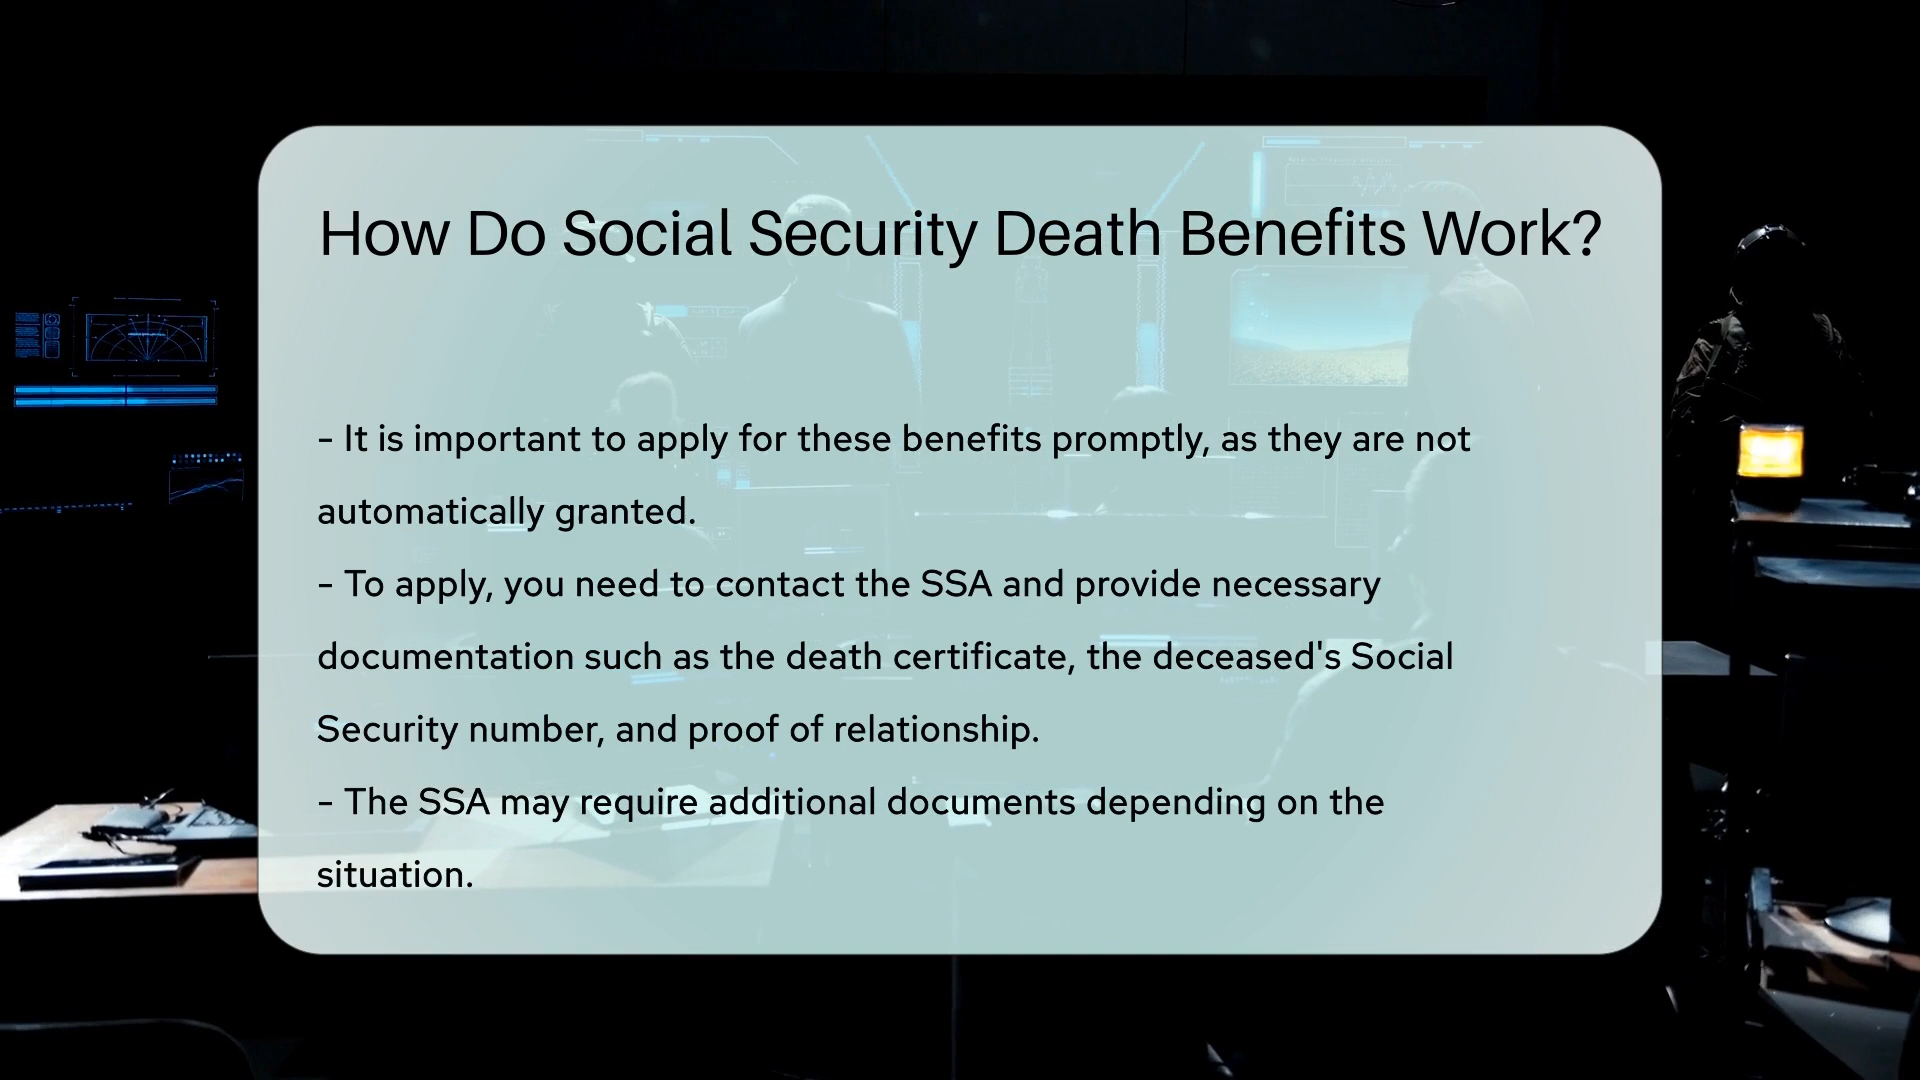 How Do Social Security Death Benefits Work?
- It is important to apply for these benefits promptly, as they are not
automatically granted.
- To apply, you need to contact the SSA and provide necessary
documentation such as the death certificate, the deceased's Social
Security number, and proof of relationship.
- The SSA may require additional documents depending on the
situation.